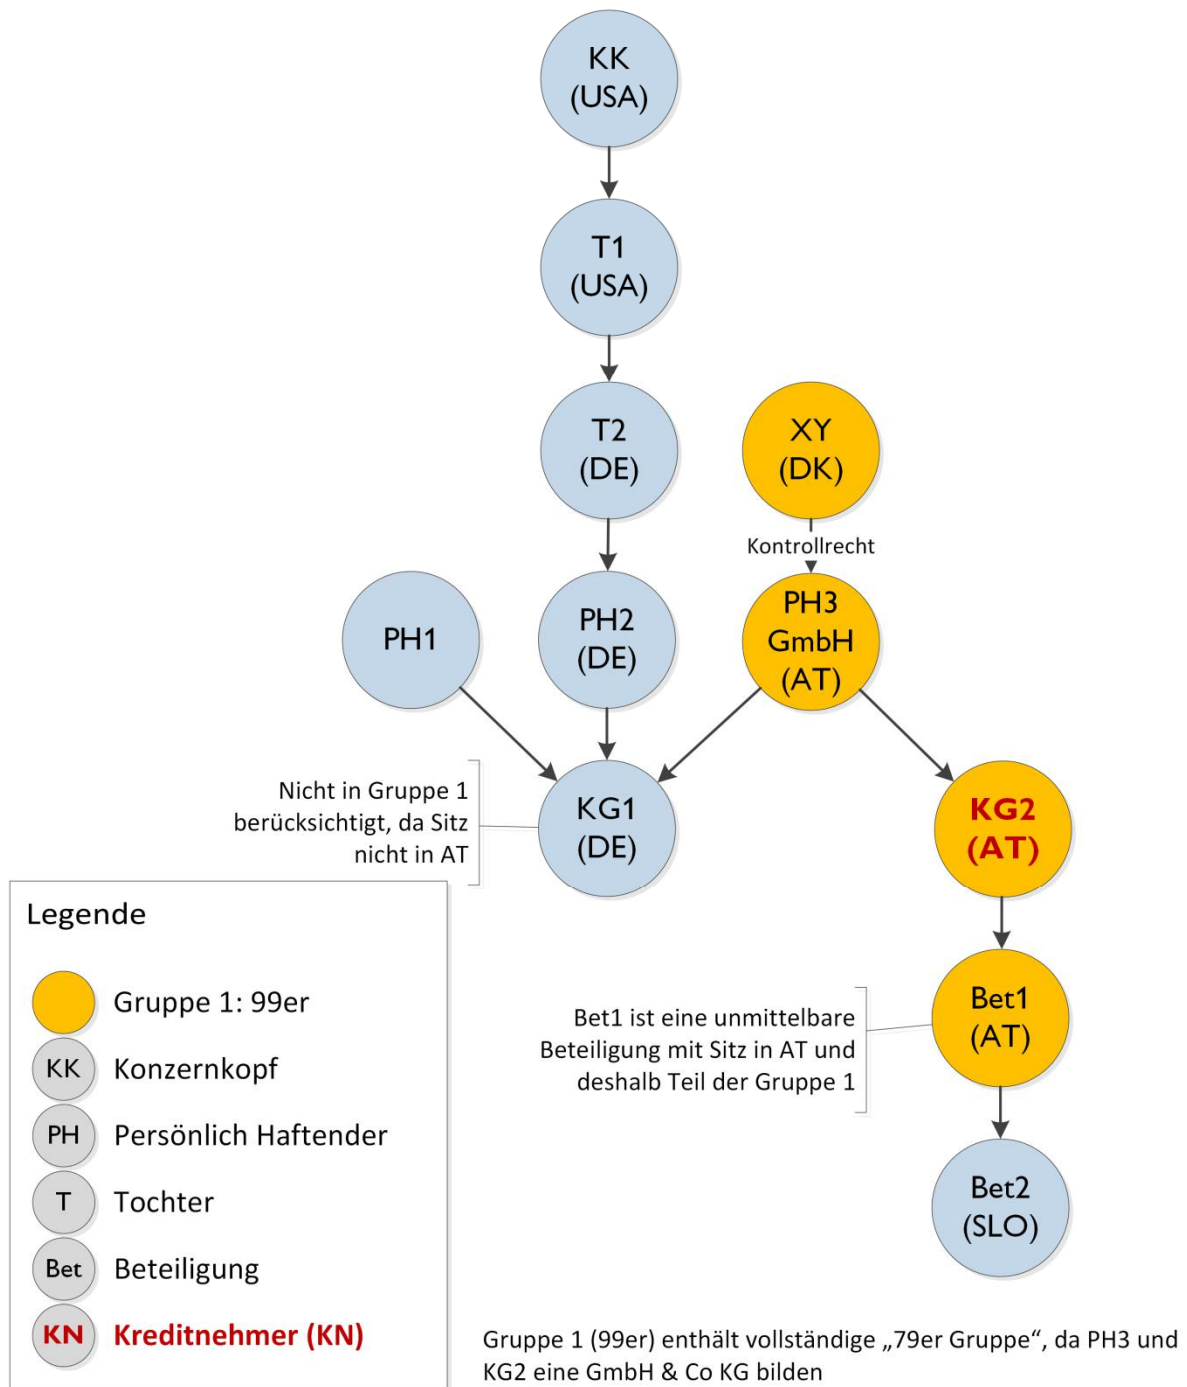 KK
(USA)
T1
(USA)
T2
(DE)
XY
(DK)
Kontrollrecht
PH1
PH2
(DE)
PH3
GmbH
(AT)
Nicht in Gruppe 1
berücksichtigt, da Sitz
nicht in AT
KG1
(DE)
KG2
(AT)
Bet1 ist eine unmittelbare
Beteiligung mit Sitz in AT und
deshalb Teil der Gruppe 1
Bet1
(AT)
Bet2
(SLO)
Legende
Gruppe 1: 99er
KK Konzernkopf
PH Persönlich Haftender
T Tochter
Bet Beteiligung
KN Kreditnehmer (KN)
Gruppe 1 (99er) enthält vollständige „79er Gruppe“, da PH3 und
KG2 eine GmbH & Co KG bilden